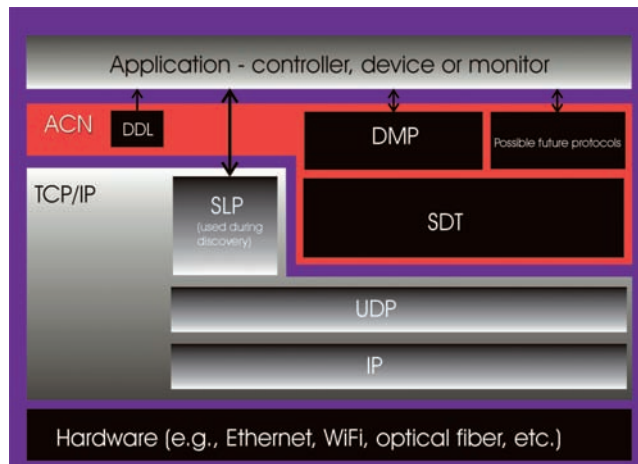 Application - controller, device or monitor
ACN
DDL
DMP
Possible future protocols
TCP/IP
SLP
(used during
discovery)
SDT
UDP
IP
Hardware (e.g., Ethernet, WiFi, optical fiber, etc.)